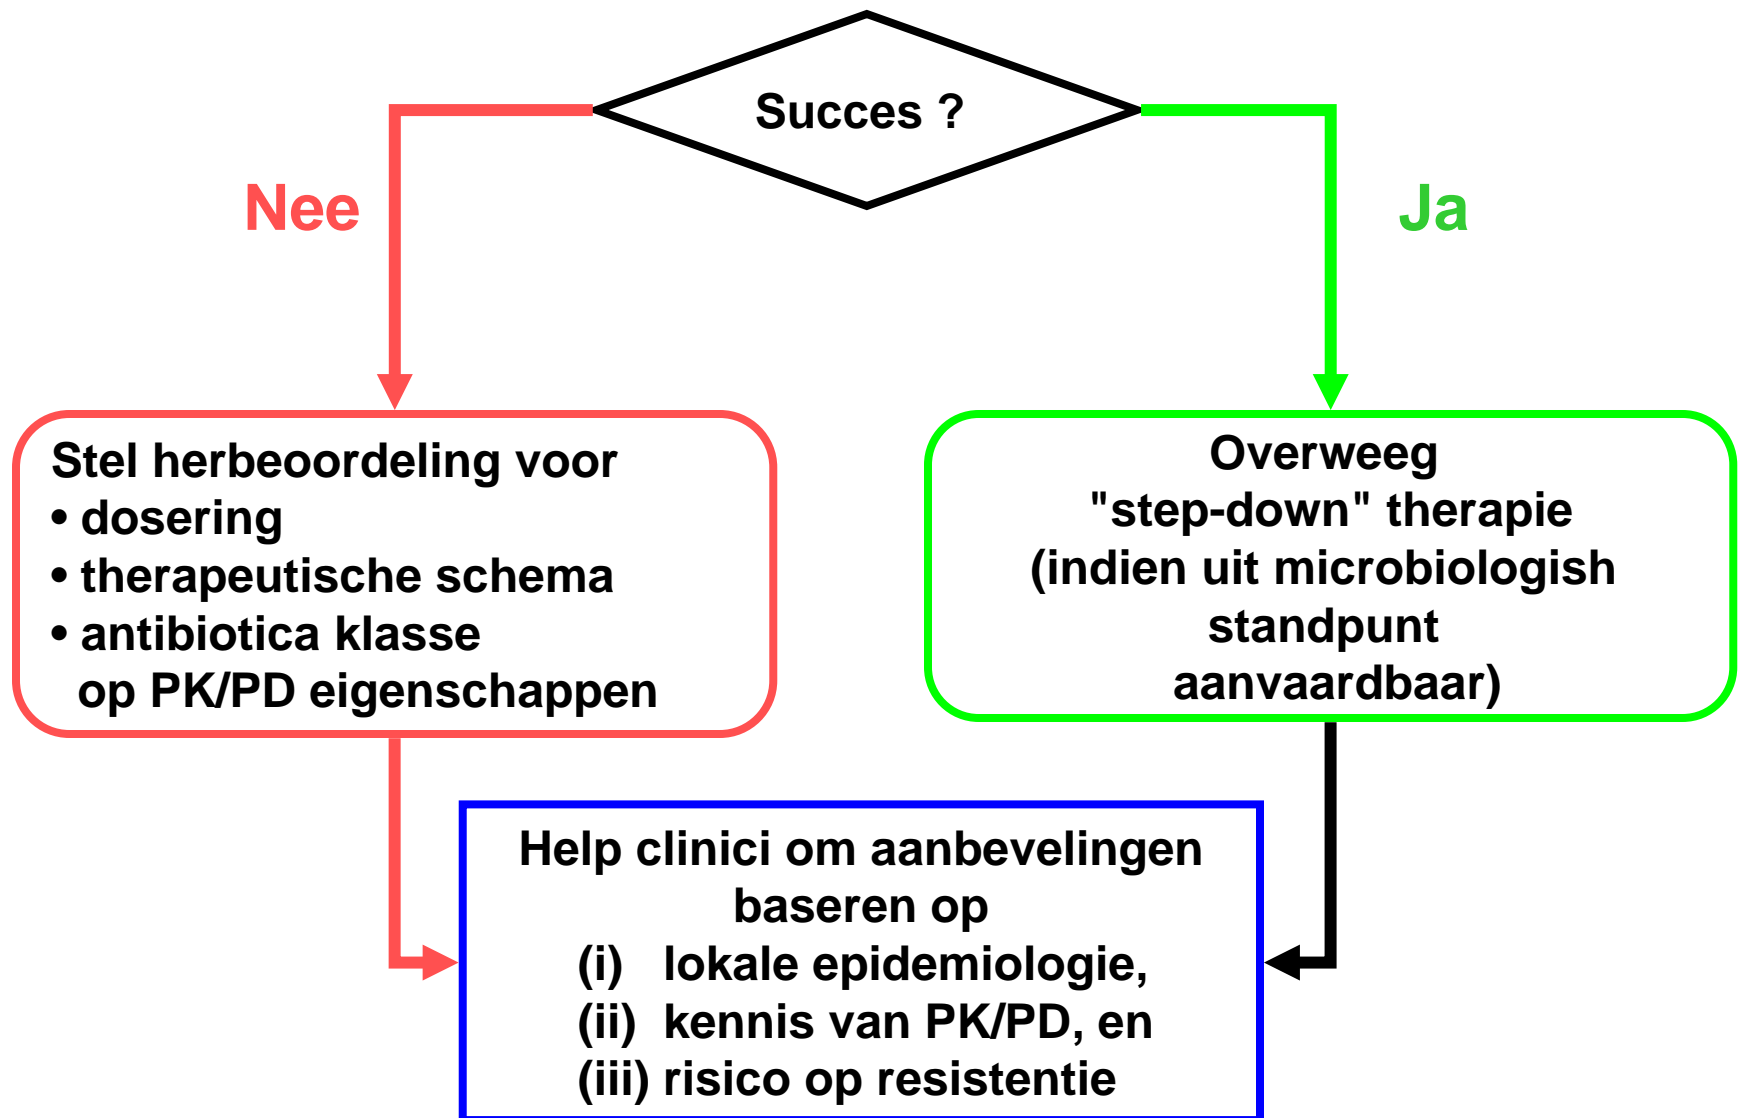 Succes ?
Nee
Ja
Stel herbeoordeling voor
• dosering
• therapeutische schema
• antibiotica klasse
op PK/PD eigenschappen
Overweeg
"step-down" therapie
(indien uit microbiologish
standpunt
aanvaardbaar)
Help clinici om aanbevelingen
baseren op
(i) lokale epidemiologie,
(ii) kennis van PK/PD, en
(iii) risico op resistentie